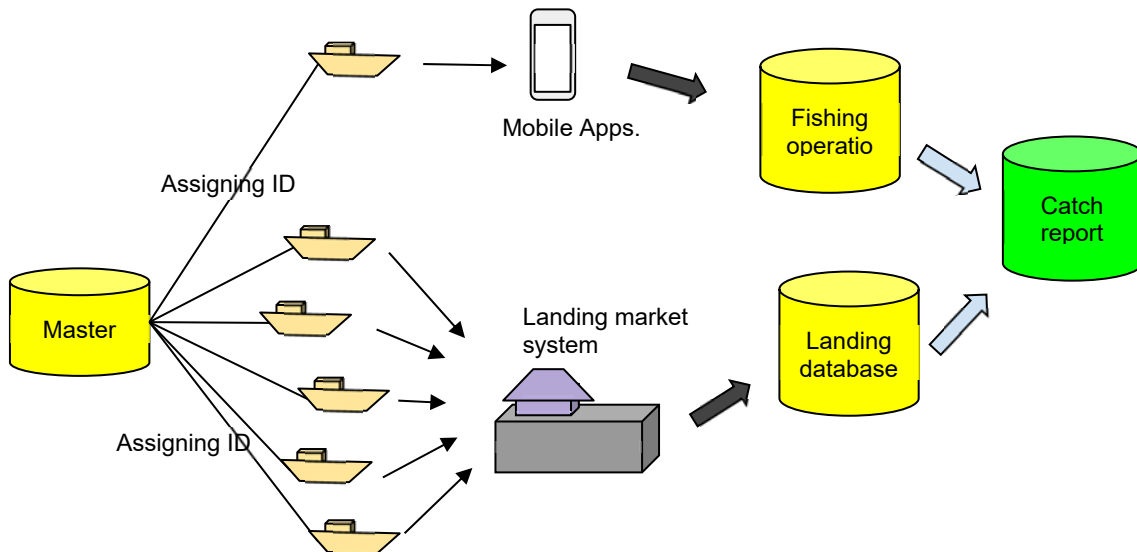 Mobile Apps.
Fishing
operatio
Catch
report
Assigning ID
Master
Landing market
system
Landing
database
Assigning ID